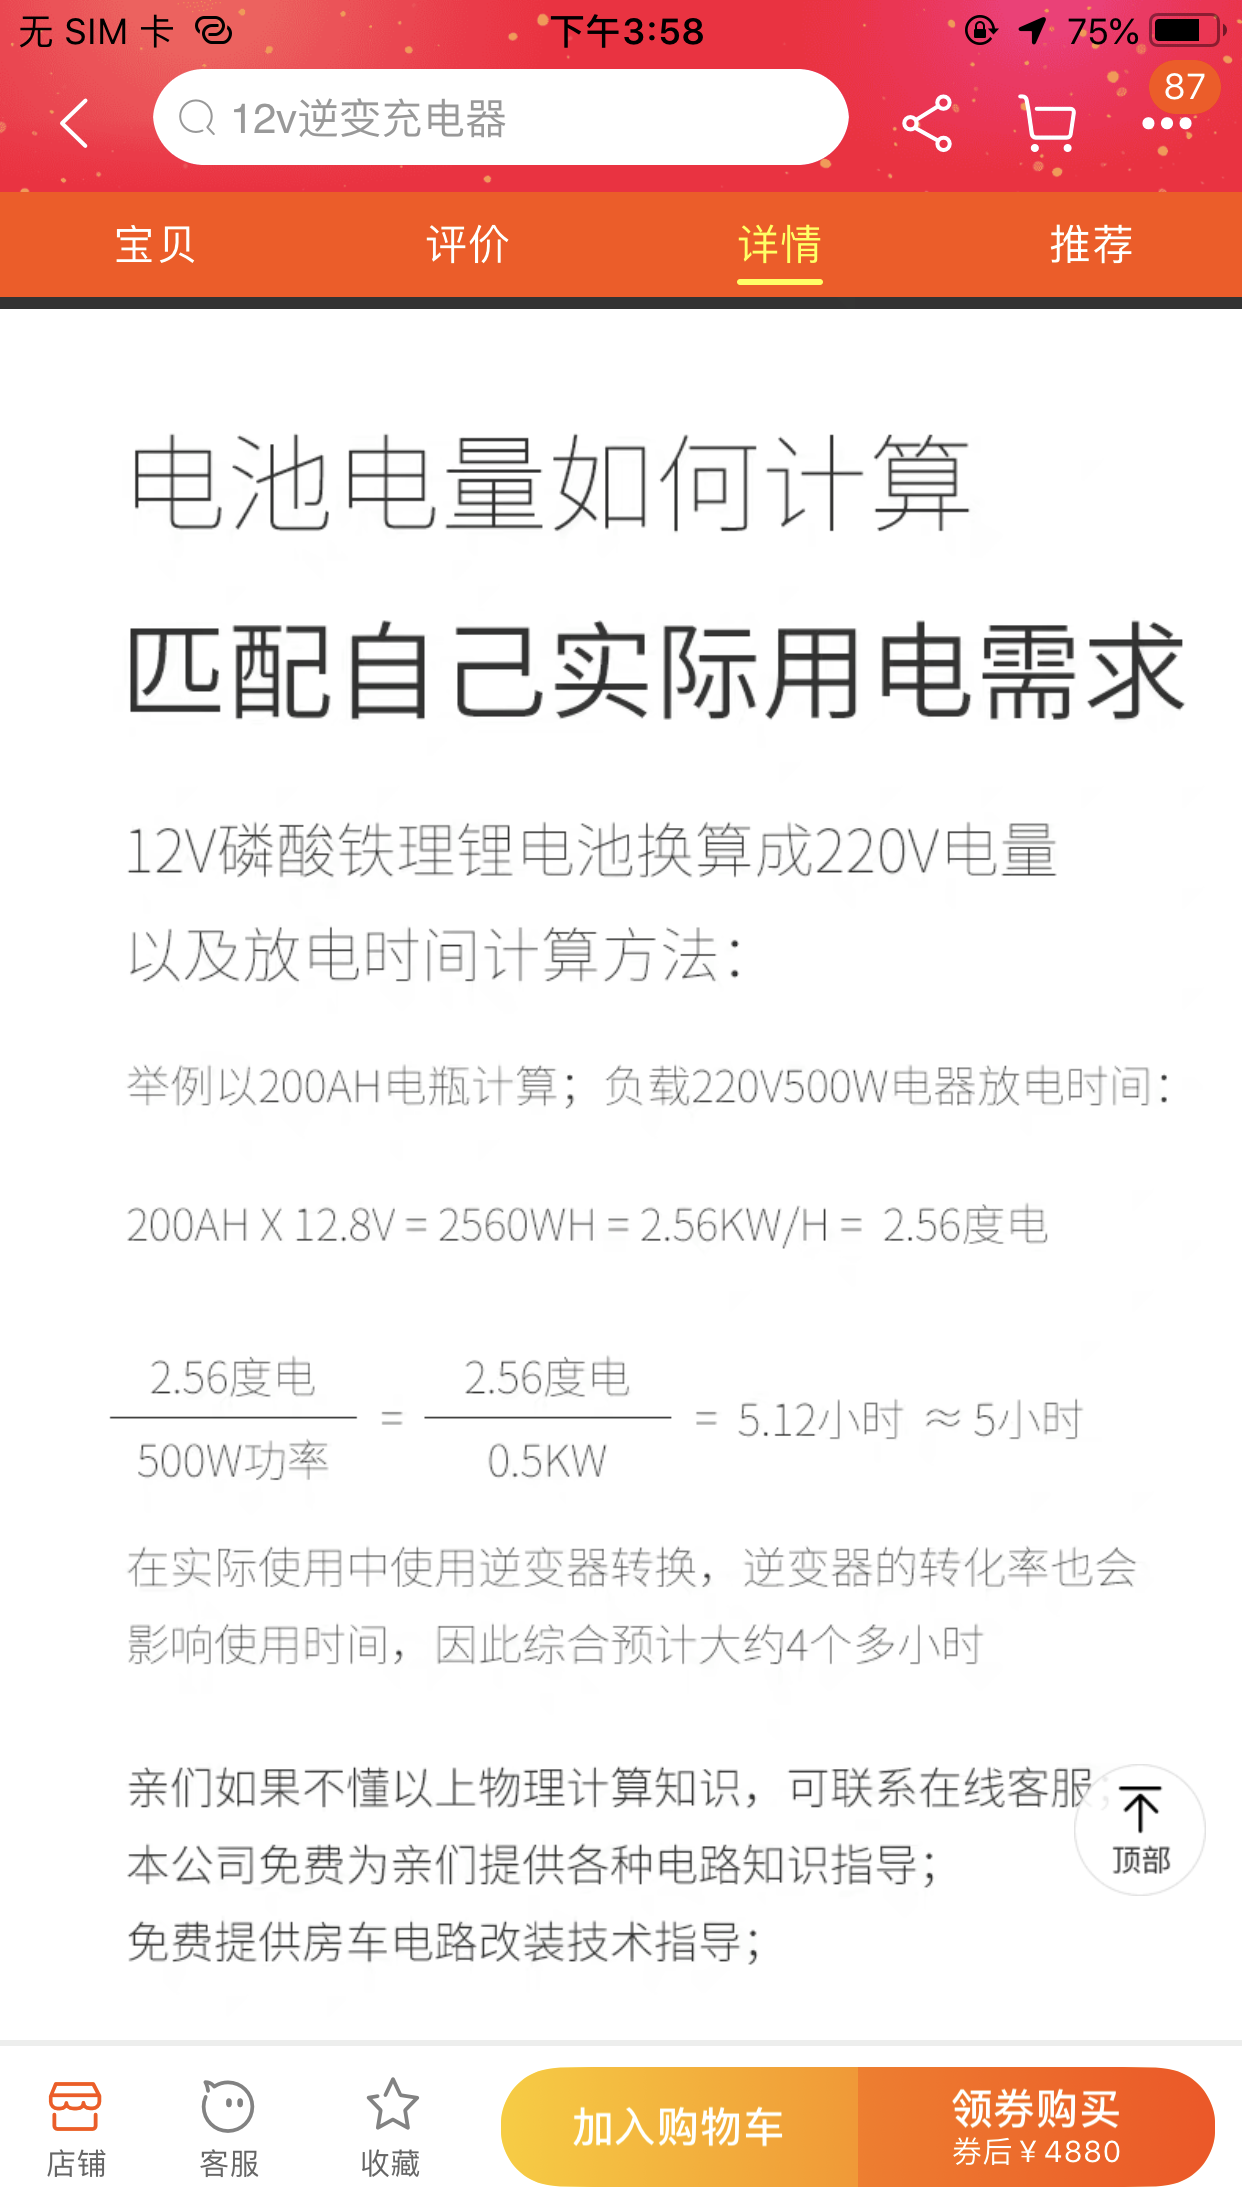 无 SIM 卡
下午3:58
75%
12v逆变充电器
87
宝贝
评价
详情
推荐
电池电量如何计算
匹配自己实际用电需求
12V磷酸铁理锂电池换算成220V电量
以及放电时间计算方法：
举例以200AH电瓶计算；负载220V500W电器放电时间：
200AH X 12.8V = 2560WH = 2.56KW/H = 2.56度电
2.56度电
500W功率
=
2.56度电
0.5KW
= 5.12小时 ≈ 5小时
在实际使用中使用逆变器转换，逆变器的转化率也会
影响使用时间，因此综合预计大约4个多小时
亲们如果不懂以上物理计算知识，可联系在线客服；
本公司免费为亲们提供各种电路知识指导；
免费提供房车电路改装技术指导；
顶部
店铺
客服
收藏
加入购物车
领券购买
券后¥4880